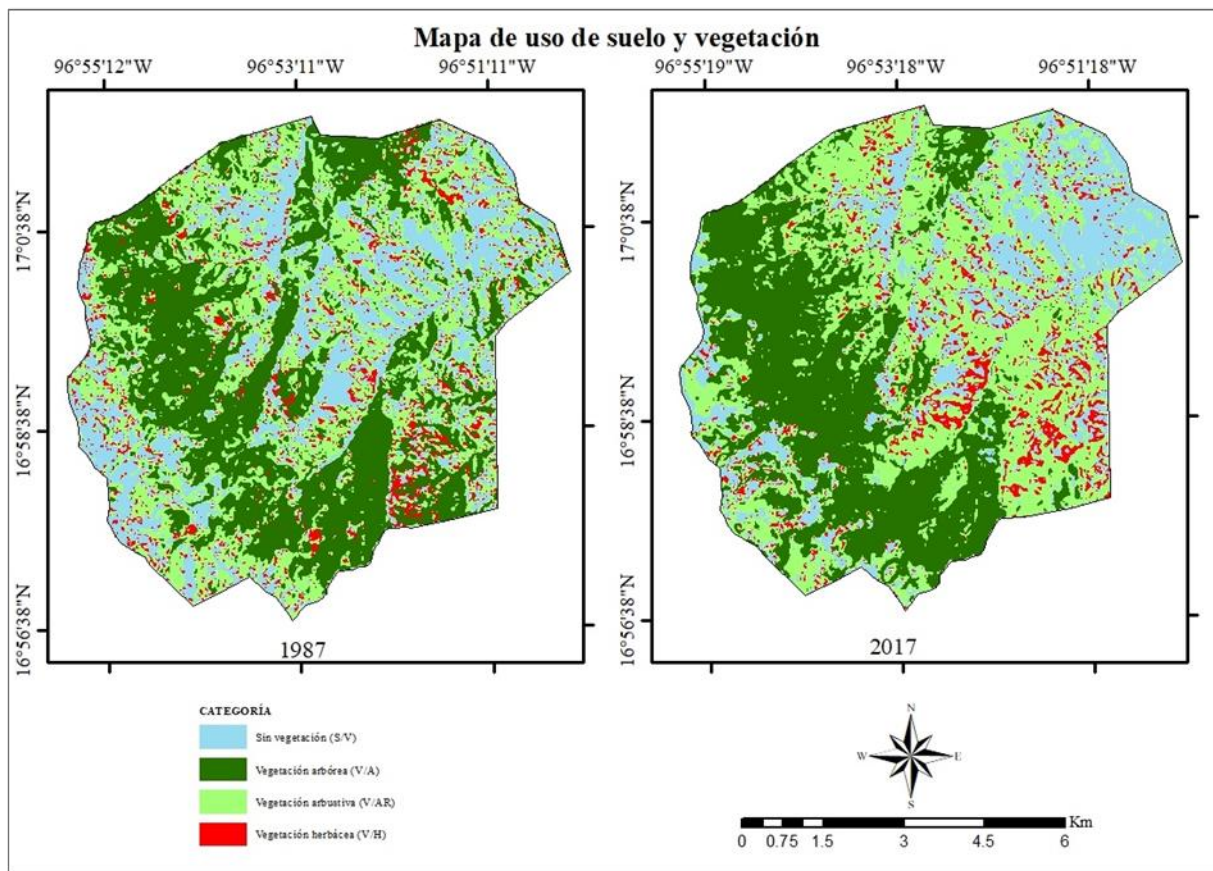 Mapa de uso de suelo y vegetación
96°55'12"W 96°53'11"W 96°51'11"W
96°55'19"W 96°53'18"W 96°51'18"W
17°0'38"N
16°58'38"N
16°56'38"N
17°0'38"N
16°58'38"N
16°56'38"N
1987
2017
CATEGORÍA
Sin vegetación (S/V)
Vegetación arbórea (V/A)
Vegetación arbustiva (V/AR)
Vegetación herbácea (V/H)
N
W E
S
Km
0 0.75 1.5 3 4.5 6